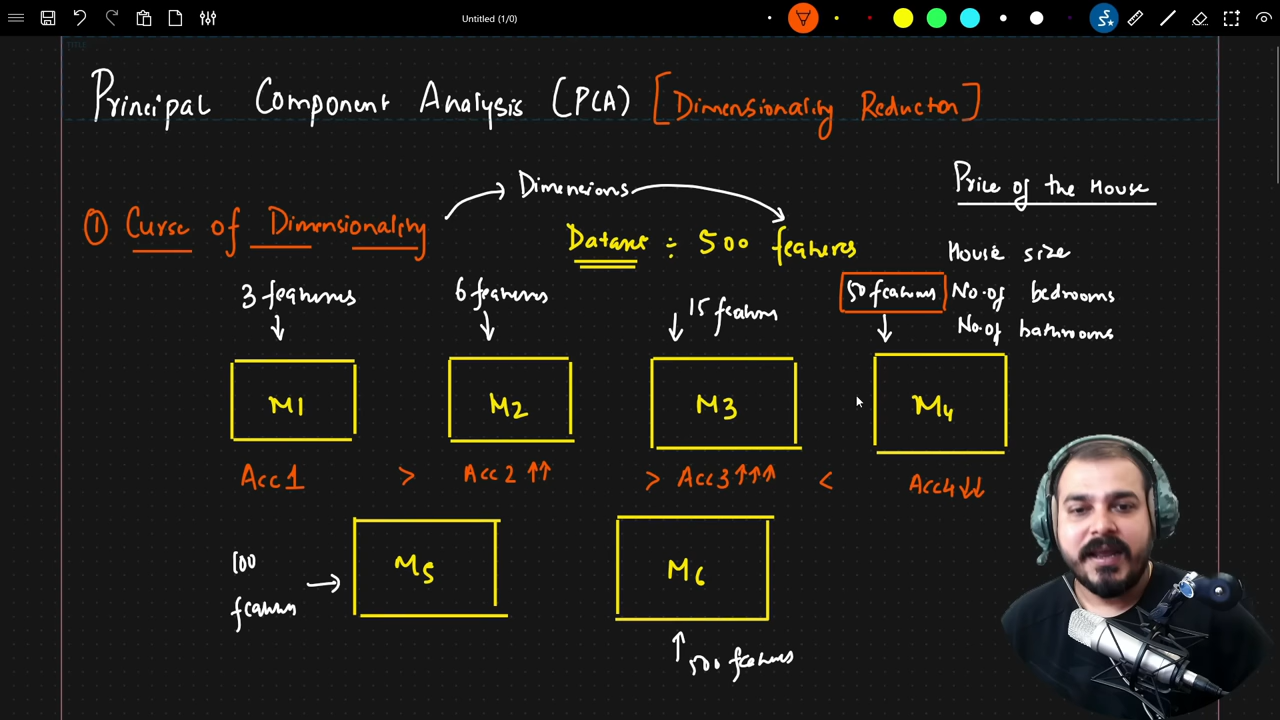 Untitled (1/0)
Principal Component Analysis (PCA) [Dimensionality Reduction]
① Curse of Dimensionality
Dimensions
Dataset ÷ 500 features
Price of the House
House size
No. of bedrooms
No. of bathrooms
3 features
6 features
15 features
50 features
M1
M2
M3
M4
Acc1 > Acc2 ↑↑ > Acc3 ↑↑↑ < Acc4 ↓↓
100
features →
M5
M6
↑ 500 features